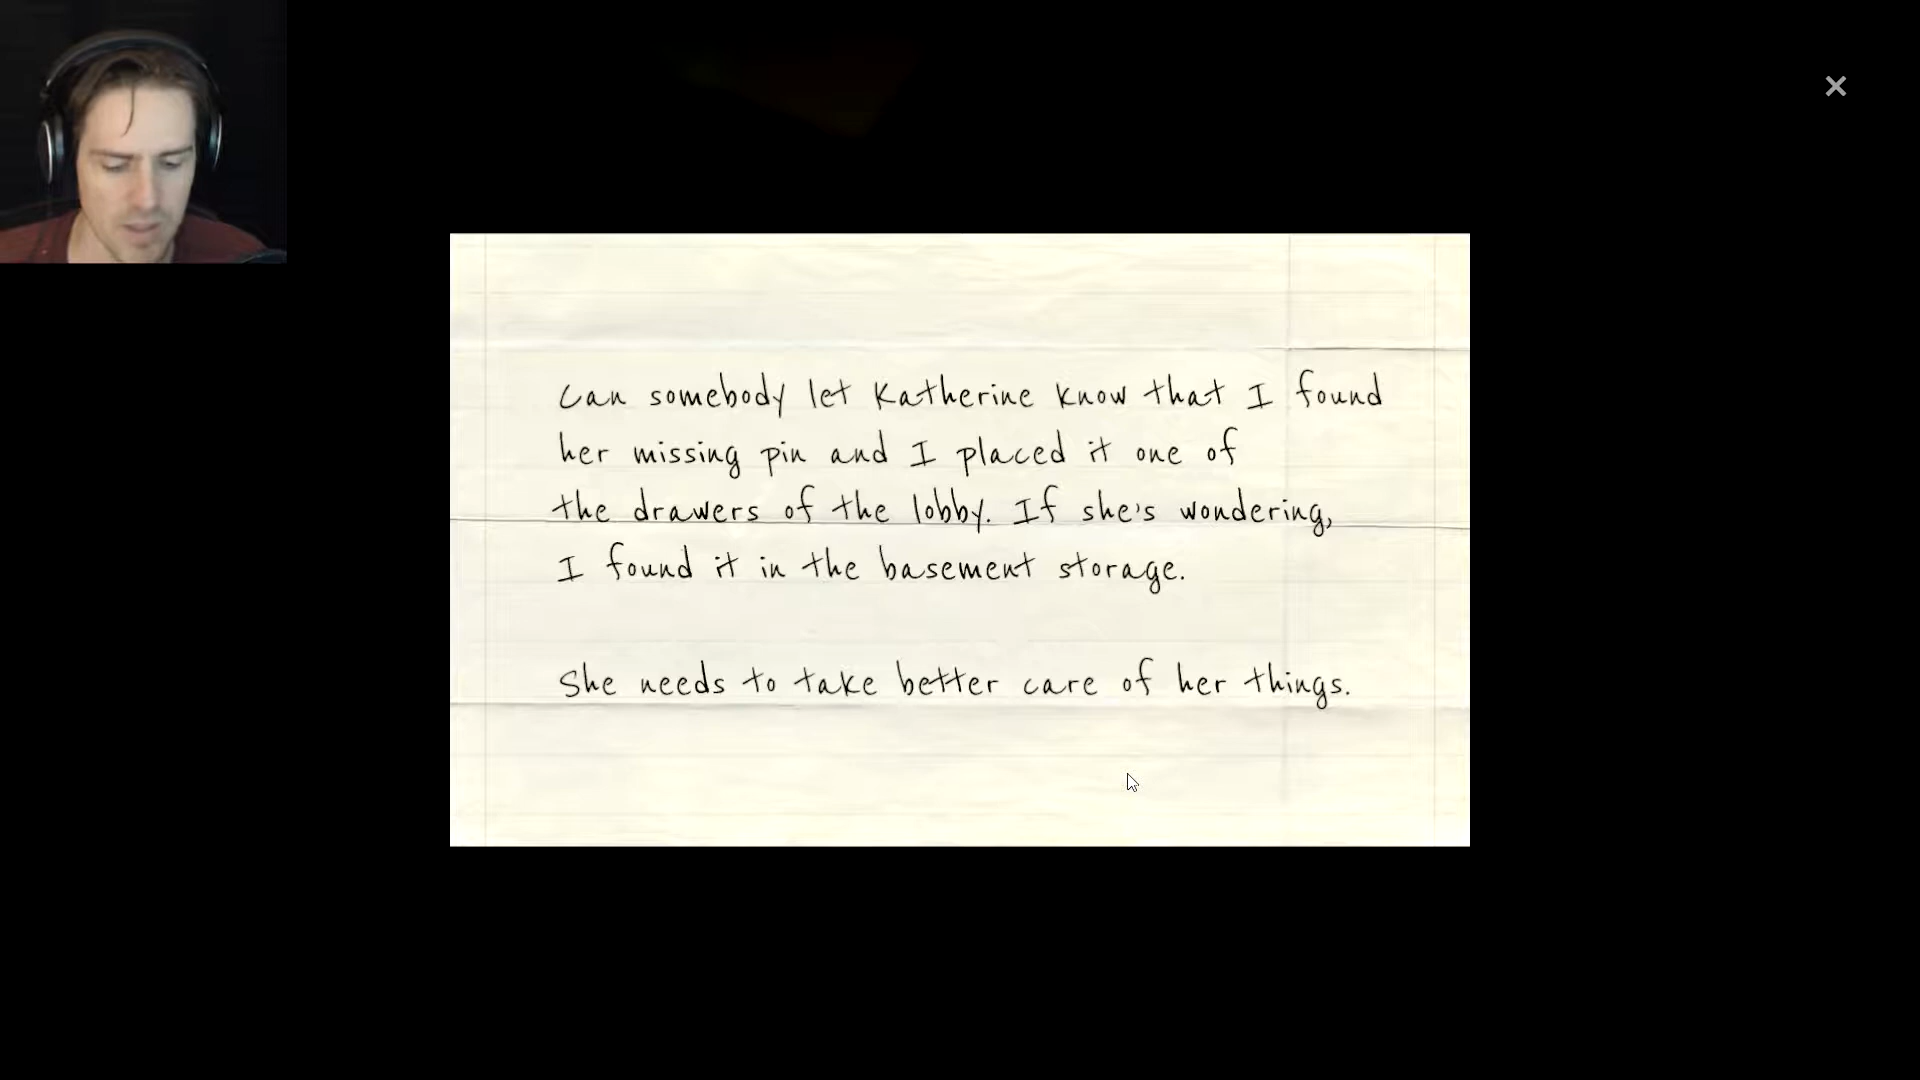 Can somebody let Katherine know that I found
her missing pin and I placed it one of
the drawers of the lobby. If she's wondering,
I found it in the basement storage.
She needs to take better care of her things.